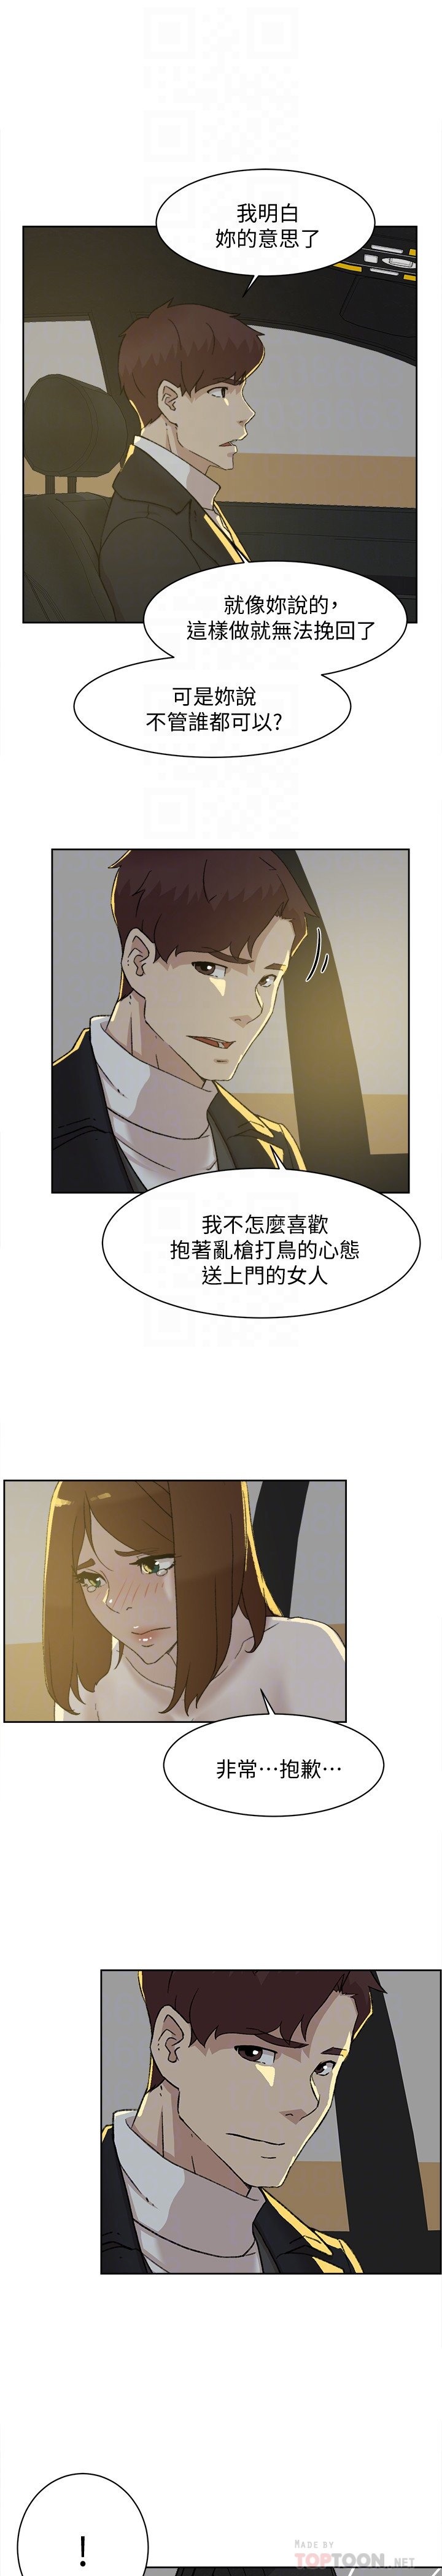 我明白
妳的意思了
就像妳說的，
這樣做就無法挽回了
可是妳說
不管誰都可以?
我不怎麼喜歡
抱著亂槍打鳥的心態
送上門的女人
非常⋯抱歉⋯
!
MADE BY
TOPTOON.NET